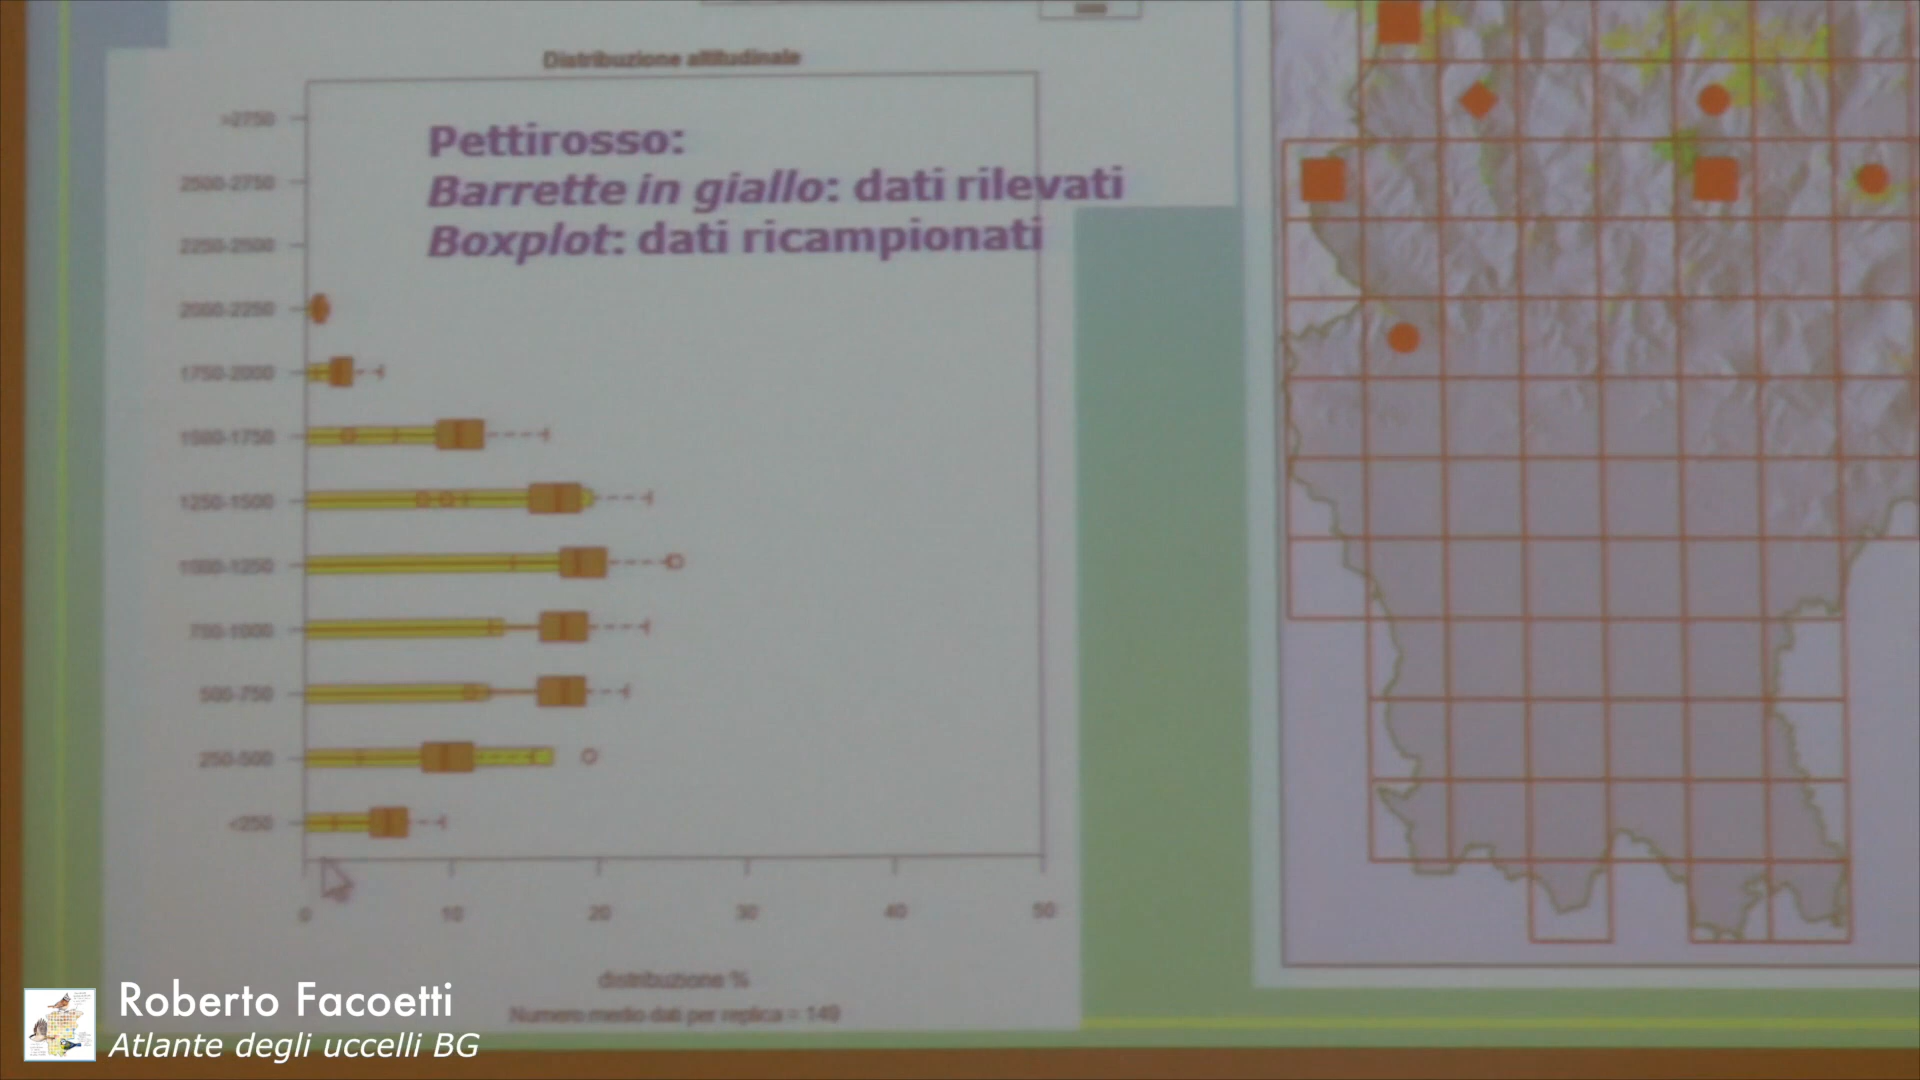 Distribuzione altitudinale
>2750
2500-2750
2250-2500
2000-2250
1750-2000
1500-1750
1250-1500
1000-1250
750-1000
500-750
250-500
<250
Pettirosso:
Barrette in giallo: dati rilevati
Boxplot: dati ricampionati
0 10 20 30 40 50
distribuzione %
Numero medio dati per replica = 149
Roberto Facoetti
Atlante degli uccelli BG